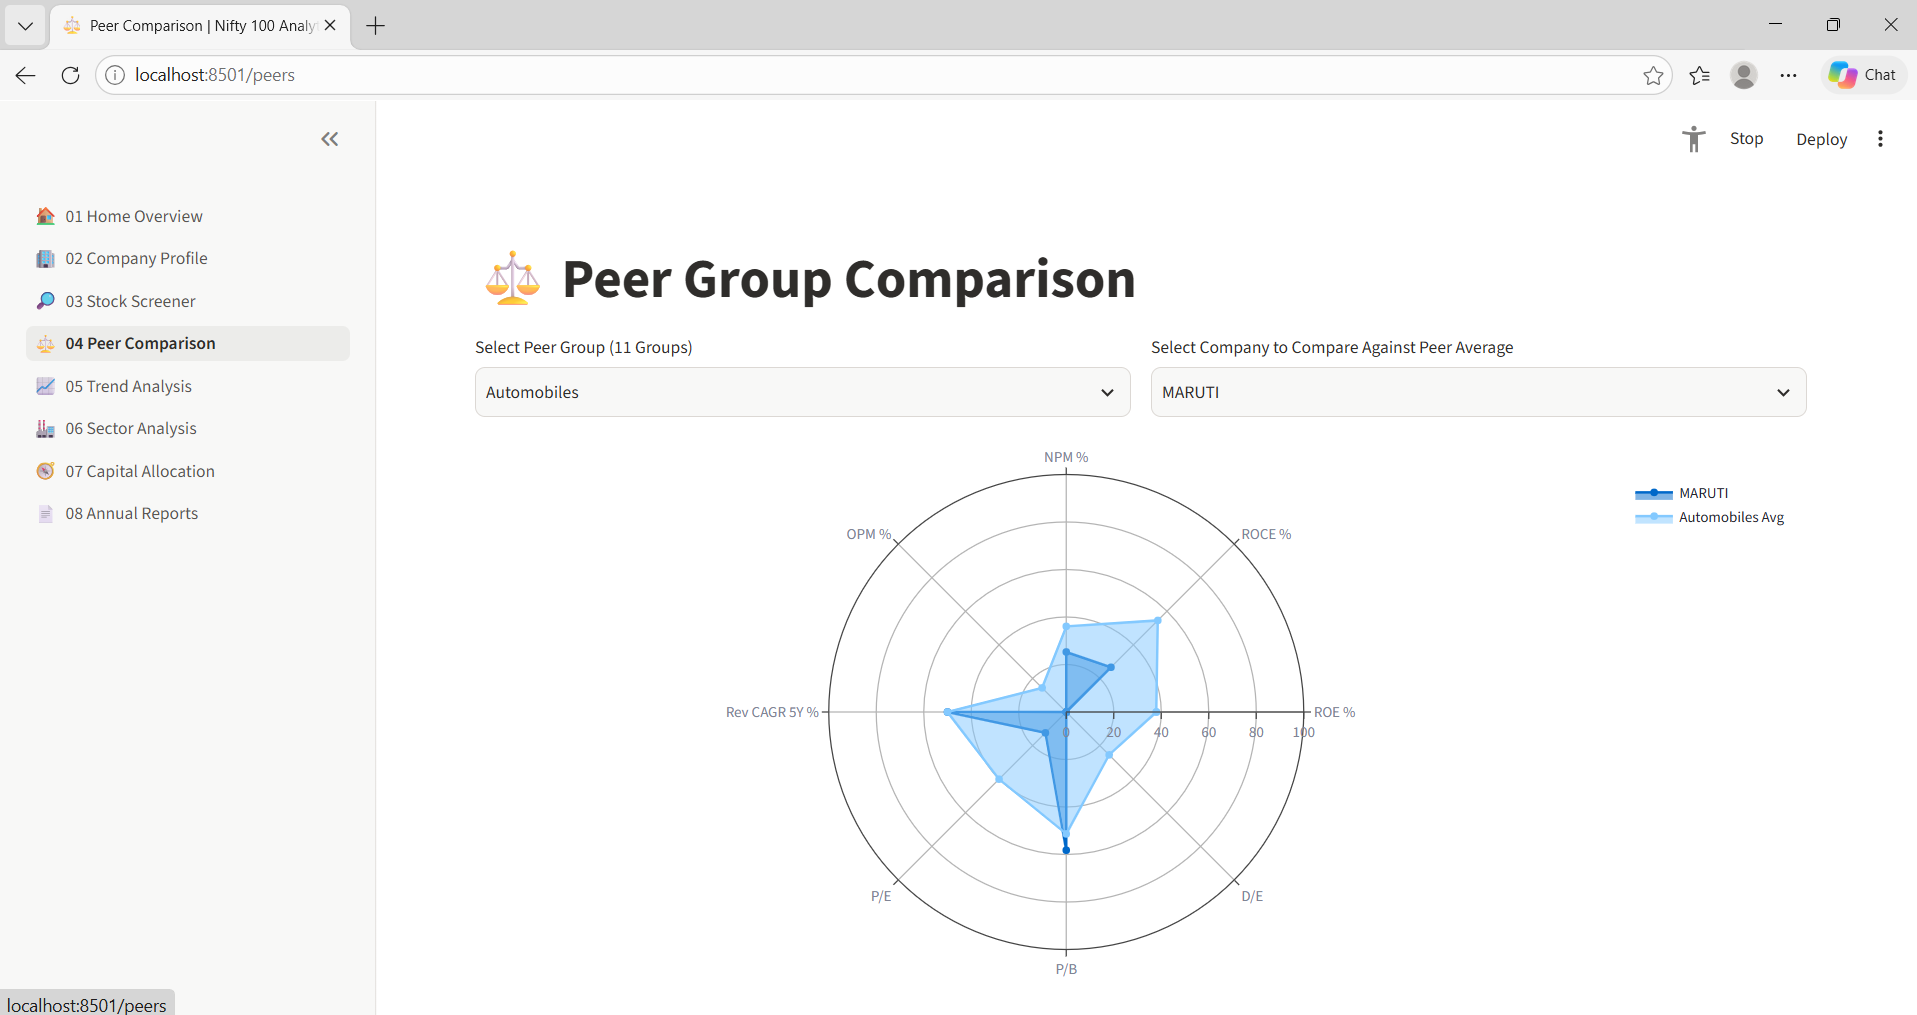 Peer Comparison | Nifty 100 Analy
localhost:8501/peers
Chat
Stop
Deploy
01 Home Overview
02 Company Profile
03 Stock Screener
04 Peer Comparison
05 Trend Analysis
06 Sector Analysis
07 Capital Allocation
08 Annual Reports
Peer Group Comparison
Select Peer Group (11 Groups)
Select Company to Compare Against Peer Average
Automobiles
MARUTI
NPM %
MARUTI
Automobiles Avg
OPM %
ROCE %
Rev CAGR 5Y %
ROE %
0 20 40 60 80 100
P/E
D/E
P/B
localhost:8501/peers